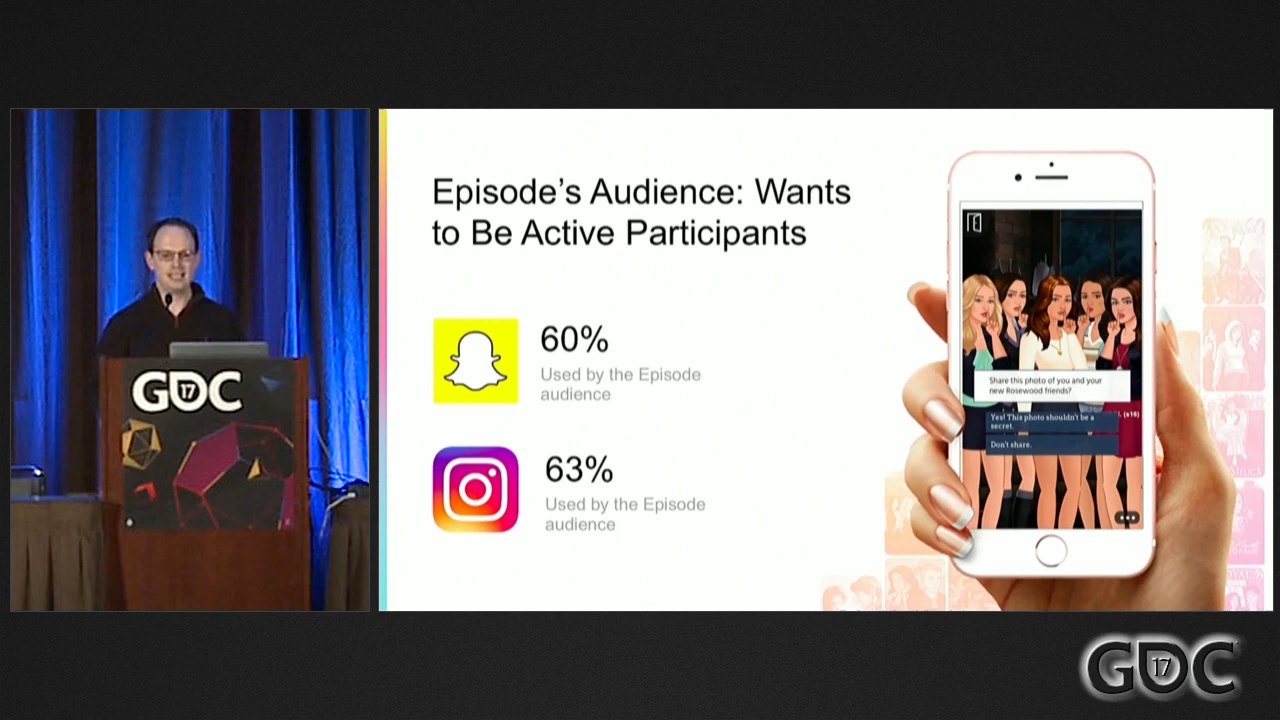 Episode's Audience: Wants
to Be Active Participants
60%
Used by the Episode
audience
63%
Used by the Episode
audience
Share this photo of you and your
new Rosewood friends?
Yes! This photo shouldn't be a
secret.
Don't share.
GDC
17
GDC
17